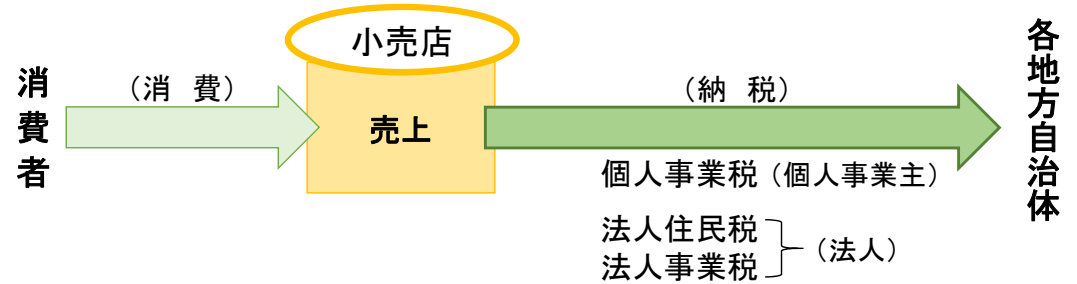 消費者
（消　費）
小売店
売上
（納　税）
個人事業税（個人事業主）
法人住民税
法人事業税
（法人）
各地方自治体